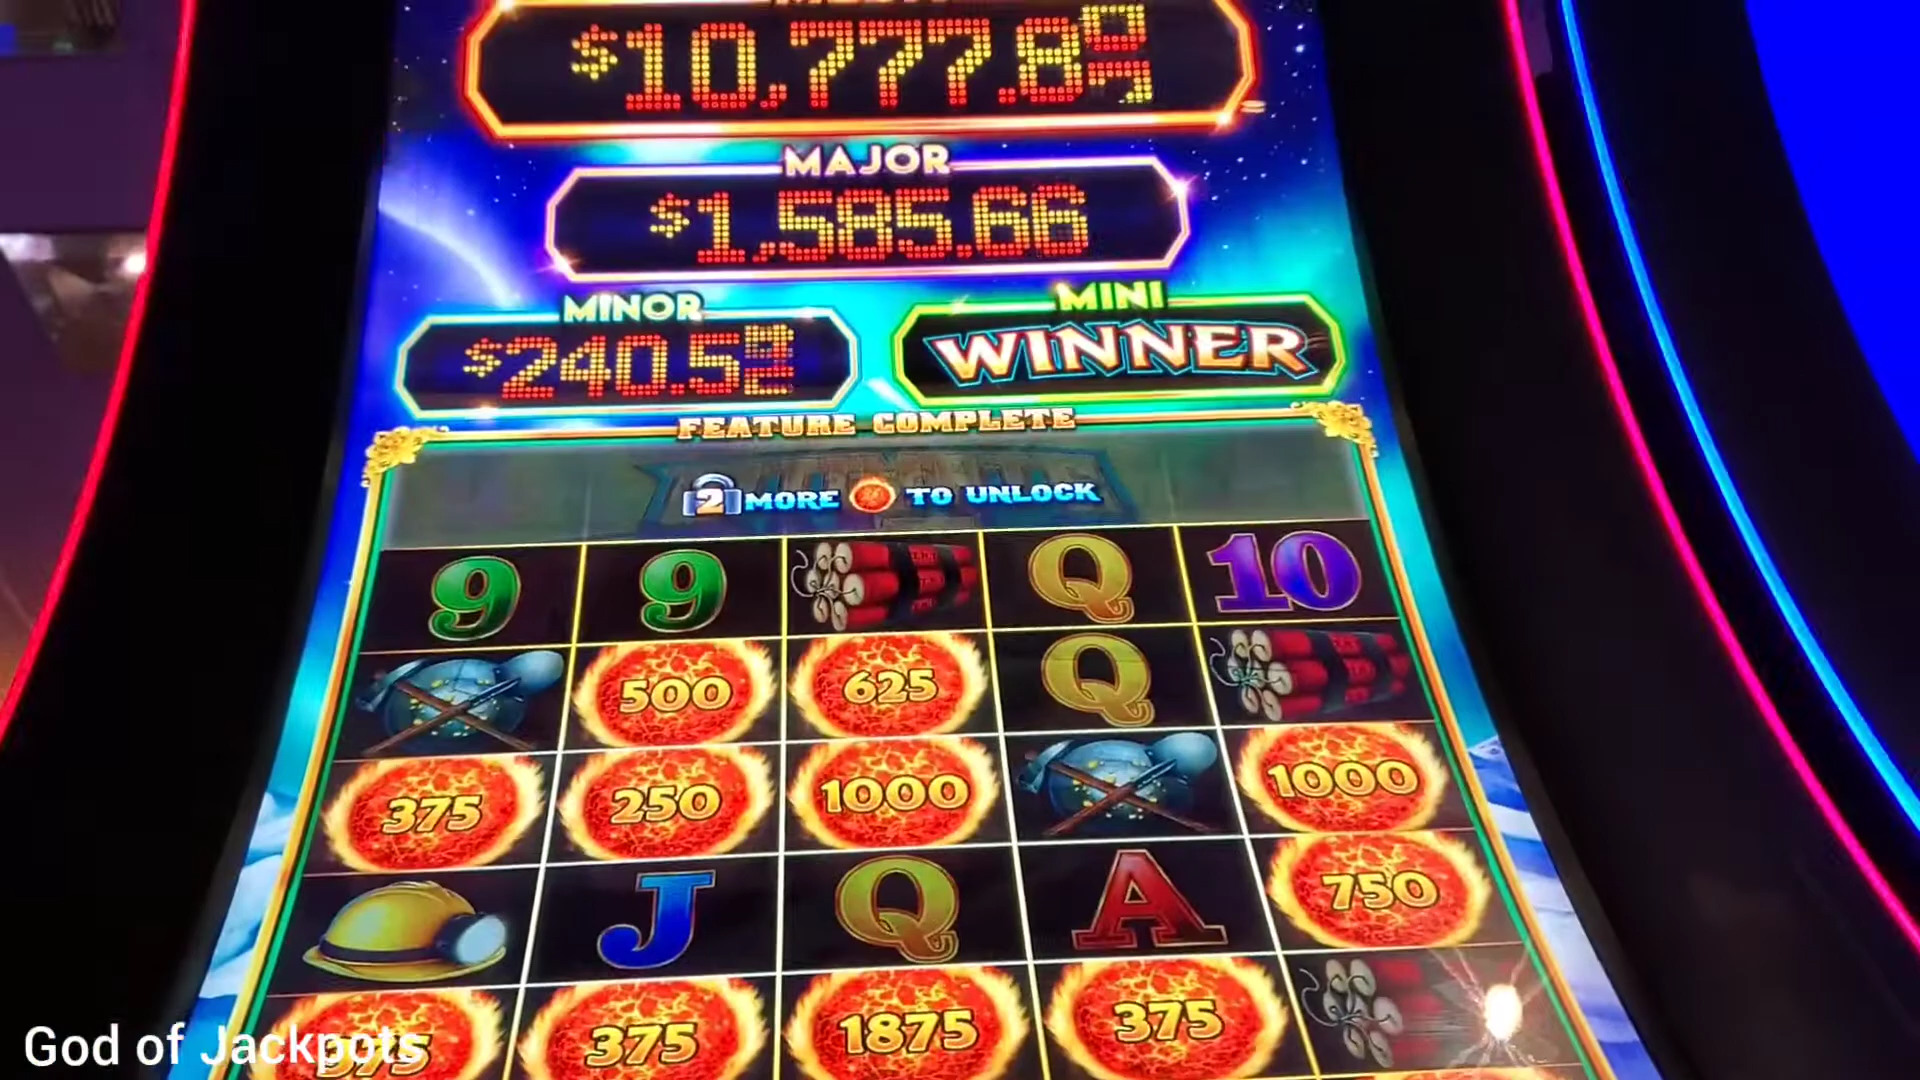 $10,777.8
MAJOR
$1,585.66
MINOR
MINI
$240.5
WINNER
FEATURE COMPLETE
2 MORE TO UNLOCK
9 9 Q 10
500 625 Q
375 250 1000 1000
J Q A 750
375 375 1875 375
God of Jackpots